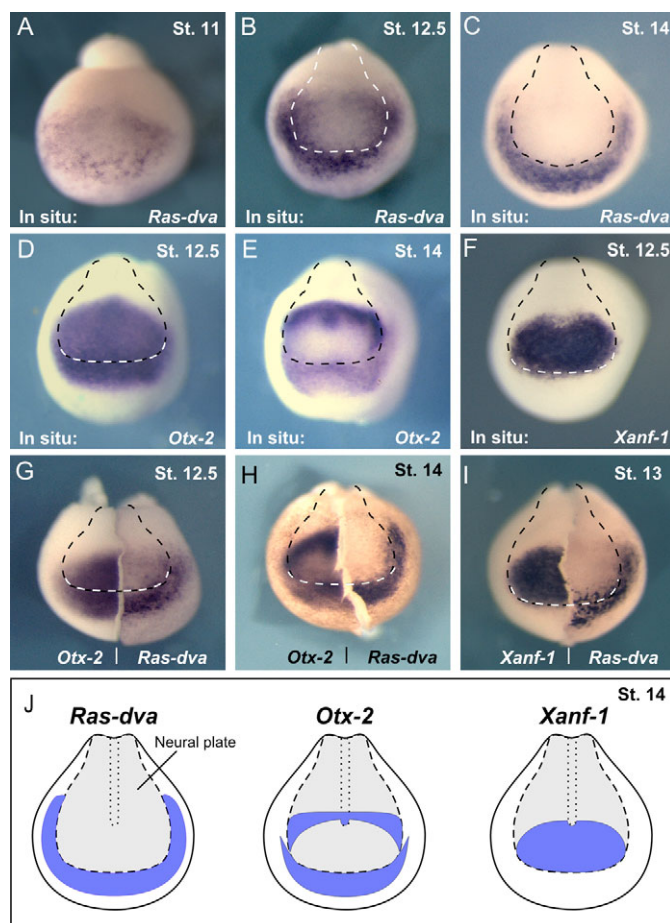 A St. 11
In situ: Ras-dva
B St. 12.5
In situ: Ras-dva
C St. 14
In situ: Ras-dva
D St. 12.5
In situ: Otx-2
E St. 14
In situ: Otx-2
F St. 12.5
In situ: Xanf-1
G St. 12.5
Otx-2 | Ras-dva
H St. 14
Otx-2 | Ras-dva
I St. 13
Xanf-1 | Ras-dva
J St. 14
Ras-dva Otx-2 Xanf-1
Neural plate